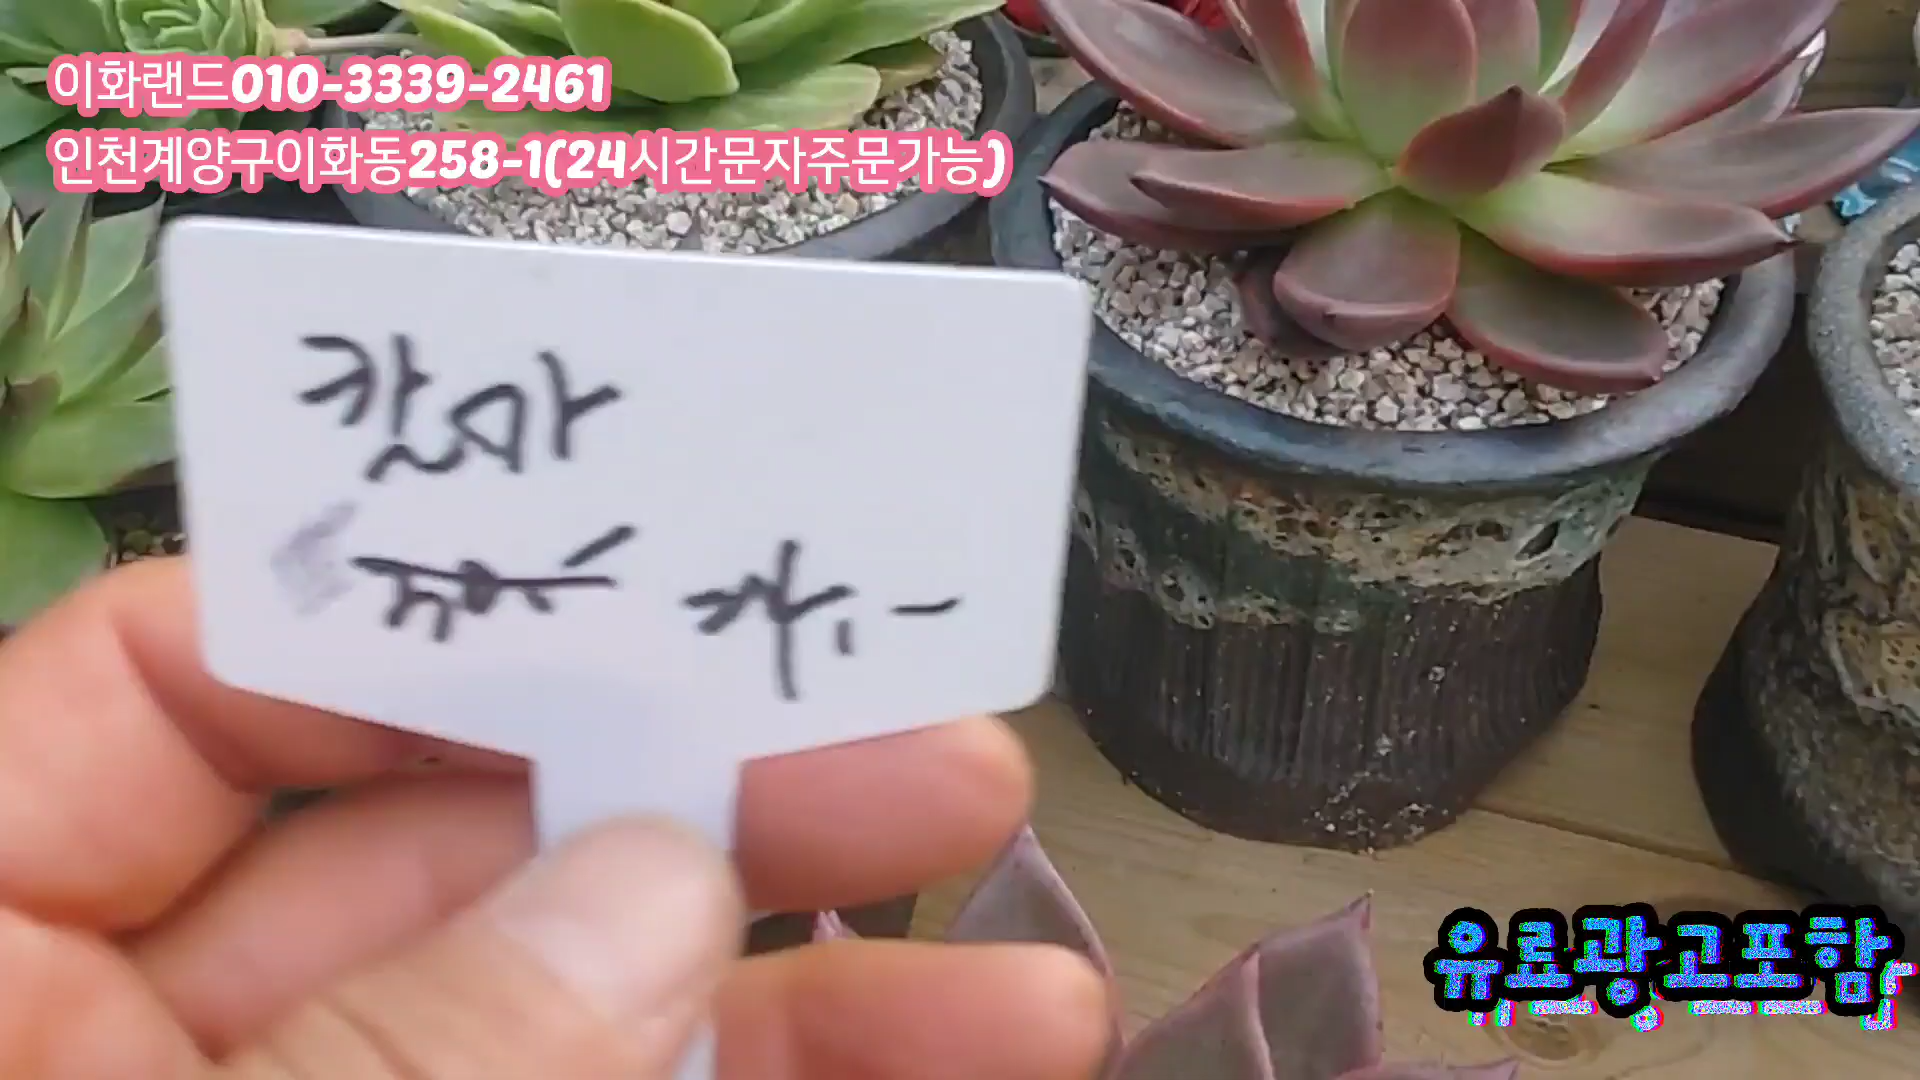 이화랜드010-3339-2461
인천계양구이화동258-1(24시간문자주문가능)
칸마
유료광고포함